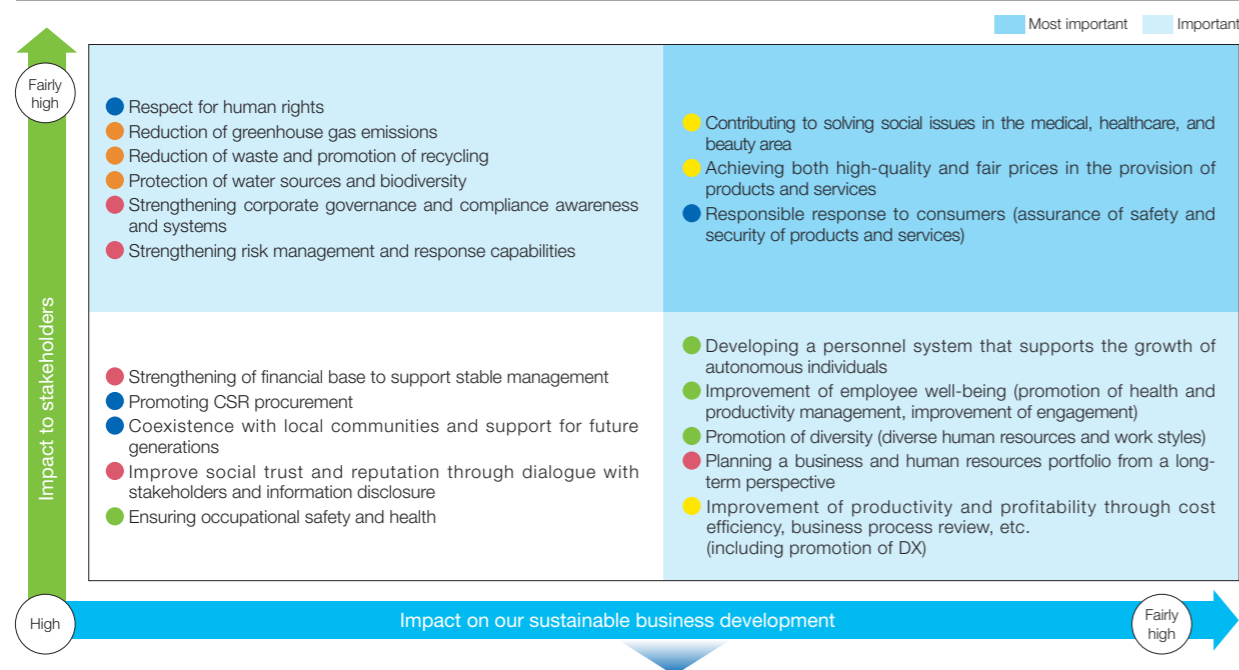 Most important
Important
Fairly
high
Respect for human rights
Reduction of greenhouse gas emissions
Reduction of waste and promotion of recycling
Protection of water sources and biodiversity
Strengthening corporate governance and compliance awareness
and systems
Strengthening risk management and response capabilities
Contributing to solving social issues in the medical, healthcare, and
beauty area
Achieving both high-quality and fair prices in the provision of
products and services
Responsible response to consumers (assurance of safety and
security of products and services)
Impact to stakeholders
Strengthening of financial base to support stable management
Promoting CSR procurement
Coexistence with local communities and support for future
generations
Improve social trust and reputation through dialogue with
stakeholders and information disclosure
Ensuring occupational safety and health
Developing a personnel system that supports the growth of
autonomous individuals
Improvement of employee well-being (promotion of health and
productivity management, improvement of engagement)
Promotion of diversity (diverse human resources and work styles)
Planning a business and human resources portfolio from a long-
term perspective
Improvement of productivity and profitability through cost
efficiency, business process review, etc.
(including promotion of DX)
High
Impact on our sustainable business development
Fairly
high